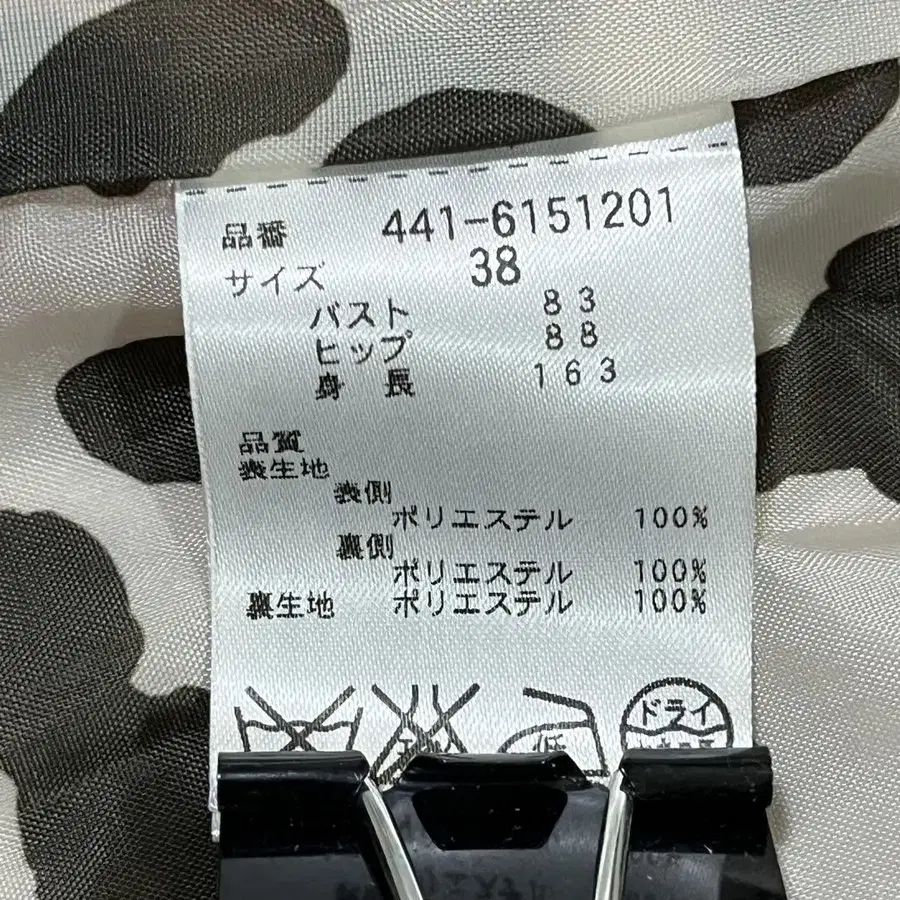 品番 441-6151201
サイズ 38
バスト 83
ヒップ 88
身長 163
品質
表生地
表側
ポリエステル 100%
裏側
ポリエステル 100%
裏生地 ポリエステル 100%
低 ドライ